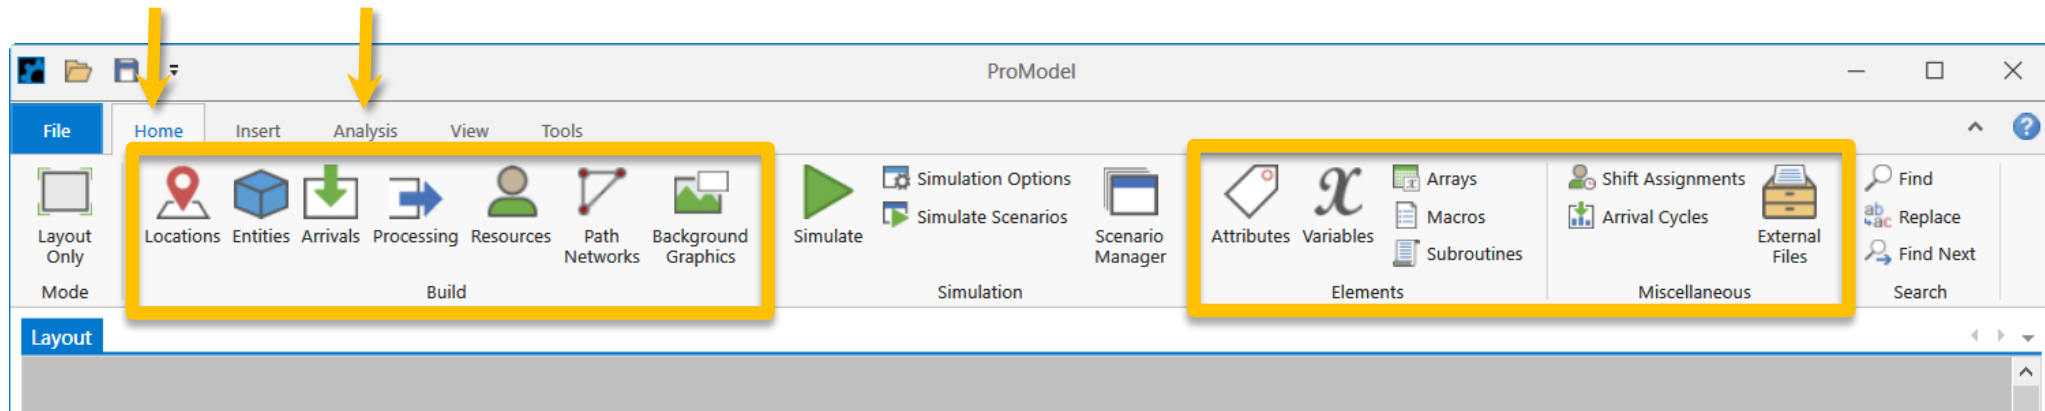 ProModel
File Home Insert Analysis View Tools
Layout Only
Mode
Locations Entities Arrivals Processing Resources Path Networks Background Graphics
Build
Simulate
Simulation Options
Simulate Scenarios
Scenario Manager
Simulation
Attributes Variables
Arrays
Macros
Subroutines
Elements
Shift Assignments
Arrival Cycles
External Files
Miscellaneous
Find
ab ac Replace
Find Next
Search
Layout